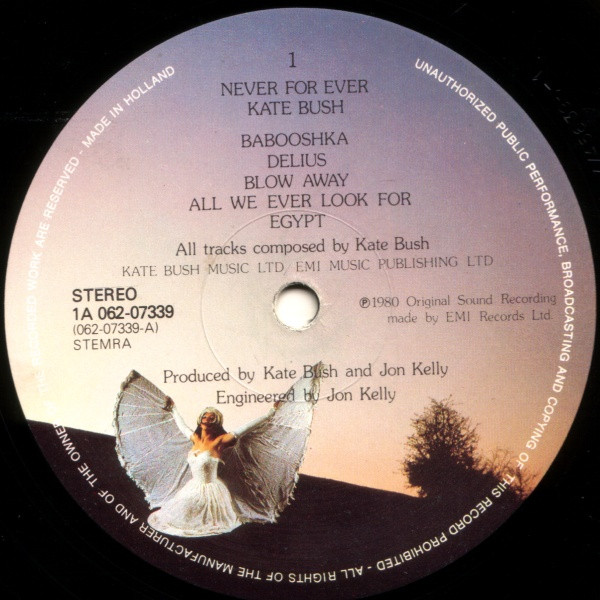 1
NEVER FOR EVER
KATE BUSH
BABOOSHKA
DELIUS
BLOW AWAY
ALL WE EVER LOOK FOR
EGYPT
All tracks composed by Kate Bush
KATE BUSH MUSIC LTD EMI MUSIC PUBLISHING LTD
STEREO
1A 062-07339
(062-07339-A)
STEMRA
℗1980 Original Sound Recording
made by EMI Records Ltd.
Produced by Kate Bush and Jon Kelly
Engineered by Jon Kelly
UNAUTHORIZED PUBLIC PERFORMANCE, BROADCASTING AND COPYING OF THIS RECORD PROHIBITED - ALL RIGHTS OF THE MANUFACTURER AND OF THE OWNER WORK ARE RESERVED - MADE IN HOLLAND